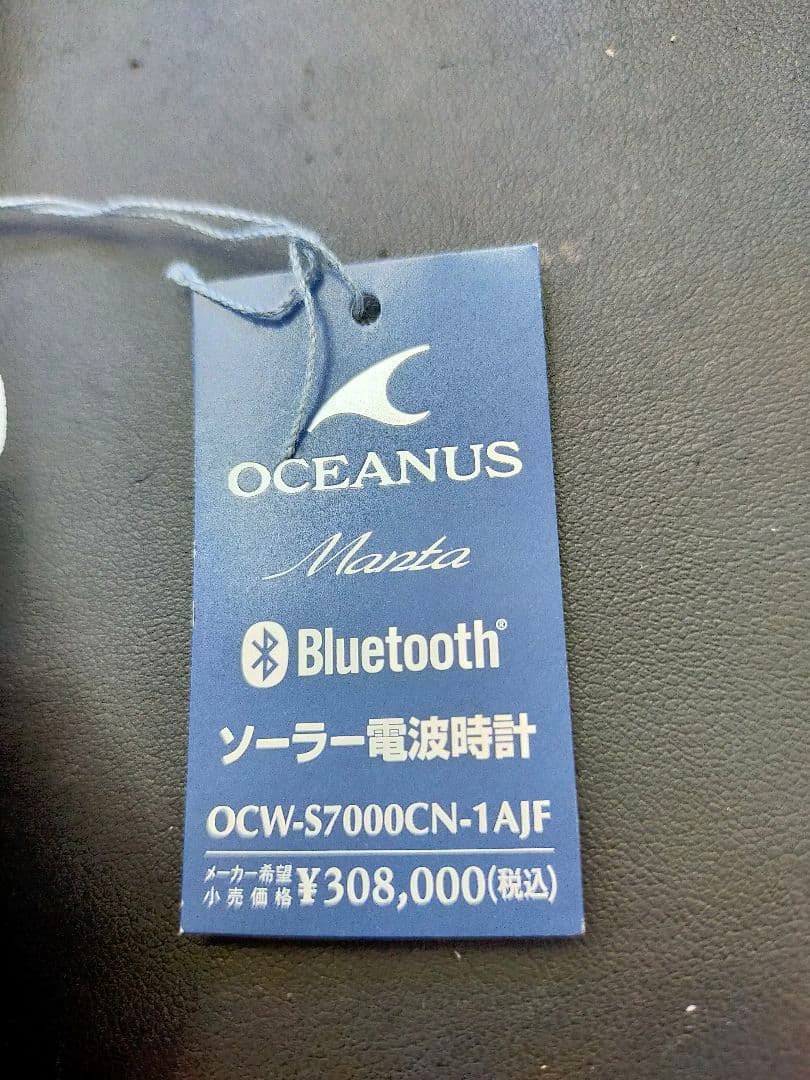 OCEANUS
Manta
Bluetooth®
ソーラー電波時計
OCW-S7000CN-1AJF
メーカー希望
小売価格 ¥308,000(税込)